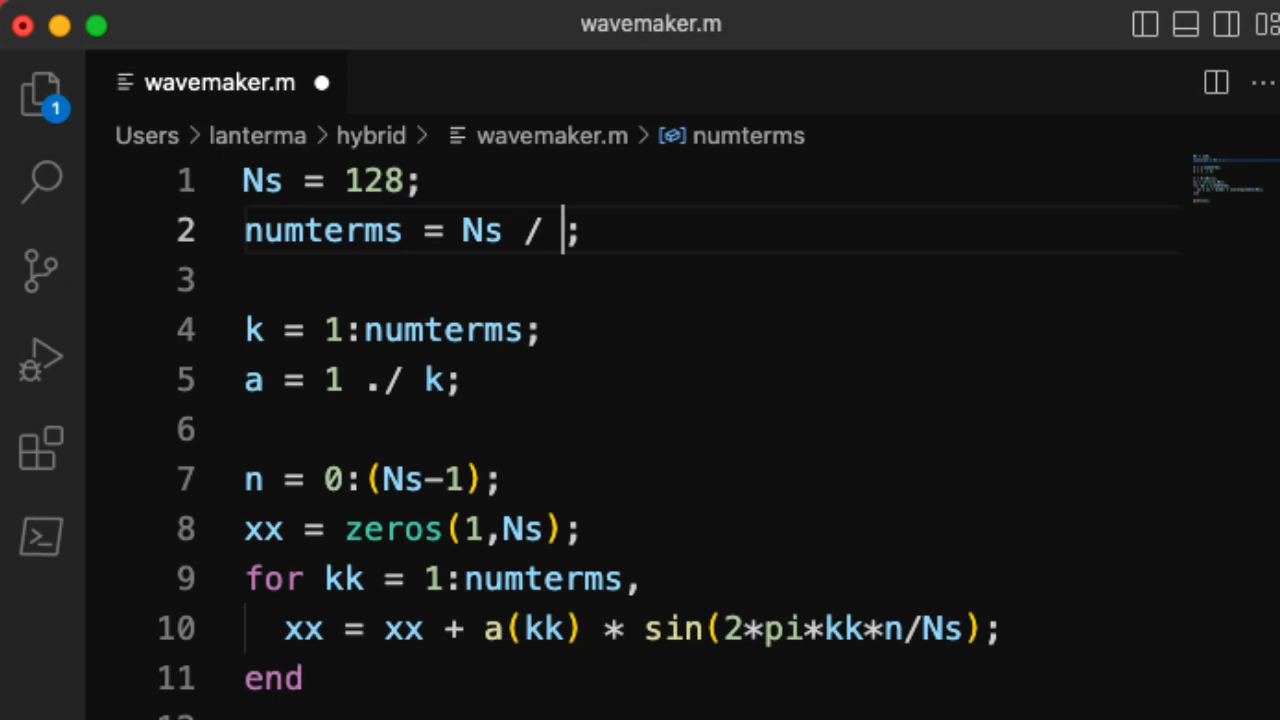 wavemaker.m
wavemaker.m
1
Users > lanterma > hybrid > wavemaker.m > numterms
1 Ns = 128;
2 numterms = Ns / ;
3
4 k = 1:numterms;
5 a = 1 ./ k;
6
7 n = 0:(Ns-1);
8 xx = zeros(1,Ns);
9 for kk = 1:numterms,
10 xx = xx + a(kk) * sin(2*pi*kk*n/Ns);
11 end